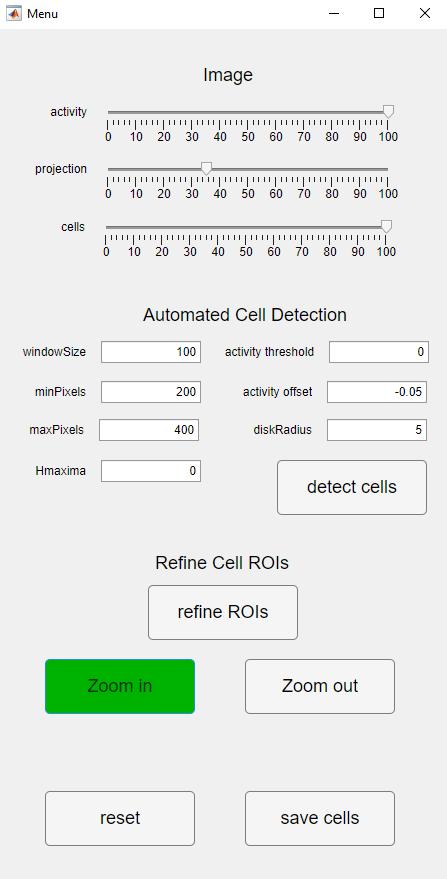 Menu
Image
activity
0 10 20 30 40 50 60 70 80 90 100
projection
0 10 20 30 40 50 60 70 80 90 100
cells
0 10 20 30 40 50 60 70 80 90 100
Automated Cell Detection
windowSize 100 activity threshold 0
minPixels 200 activity offset -0.05
maxPixels 400 diskRadius 5
Hmaxima 0 detect cells
Refine Cell ROIs
refine ROIs
Zoom in Zoom out
reset save cells